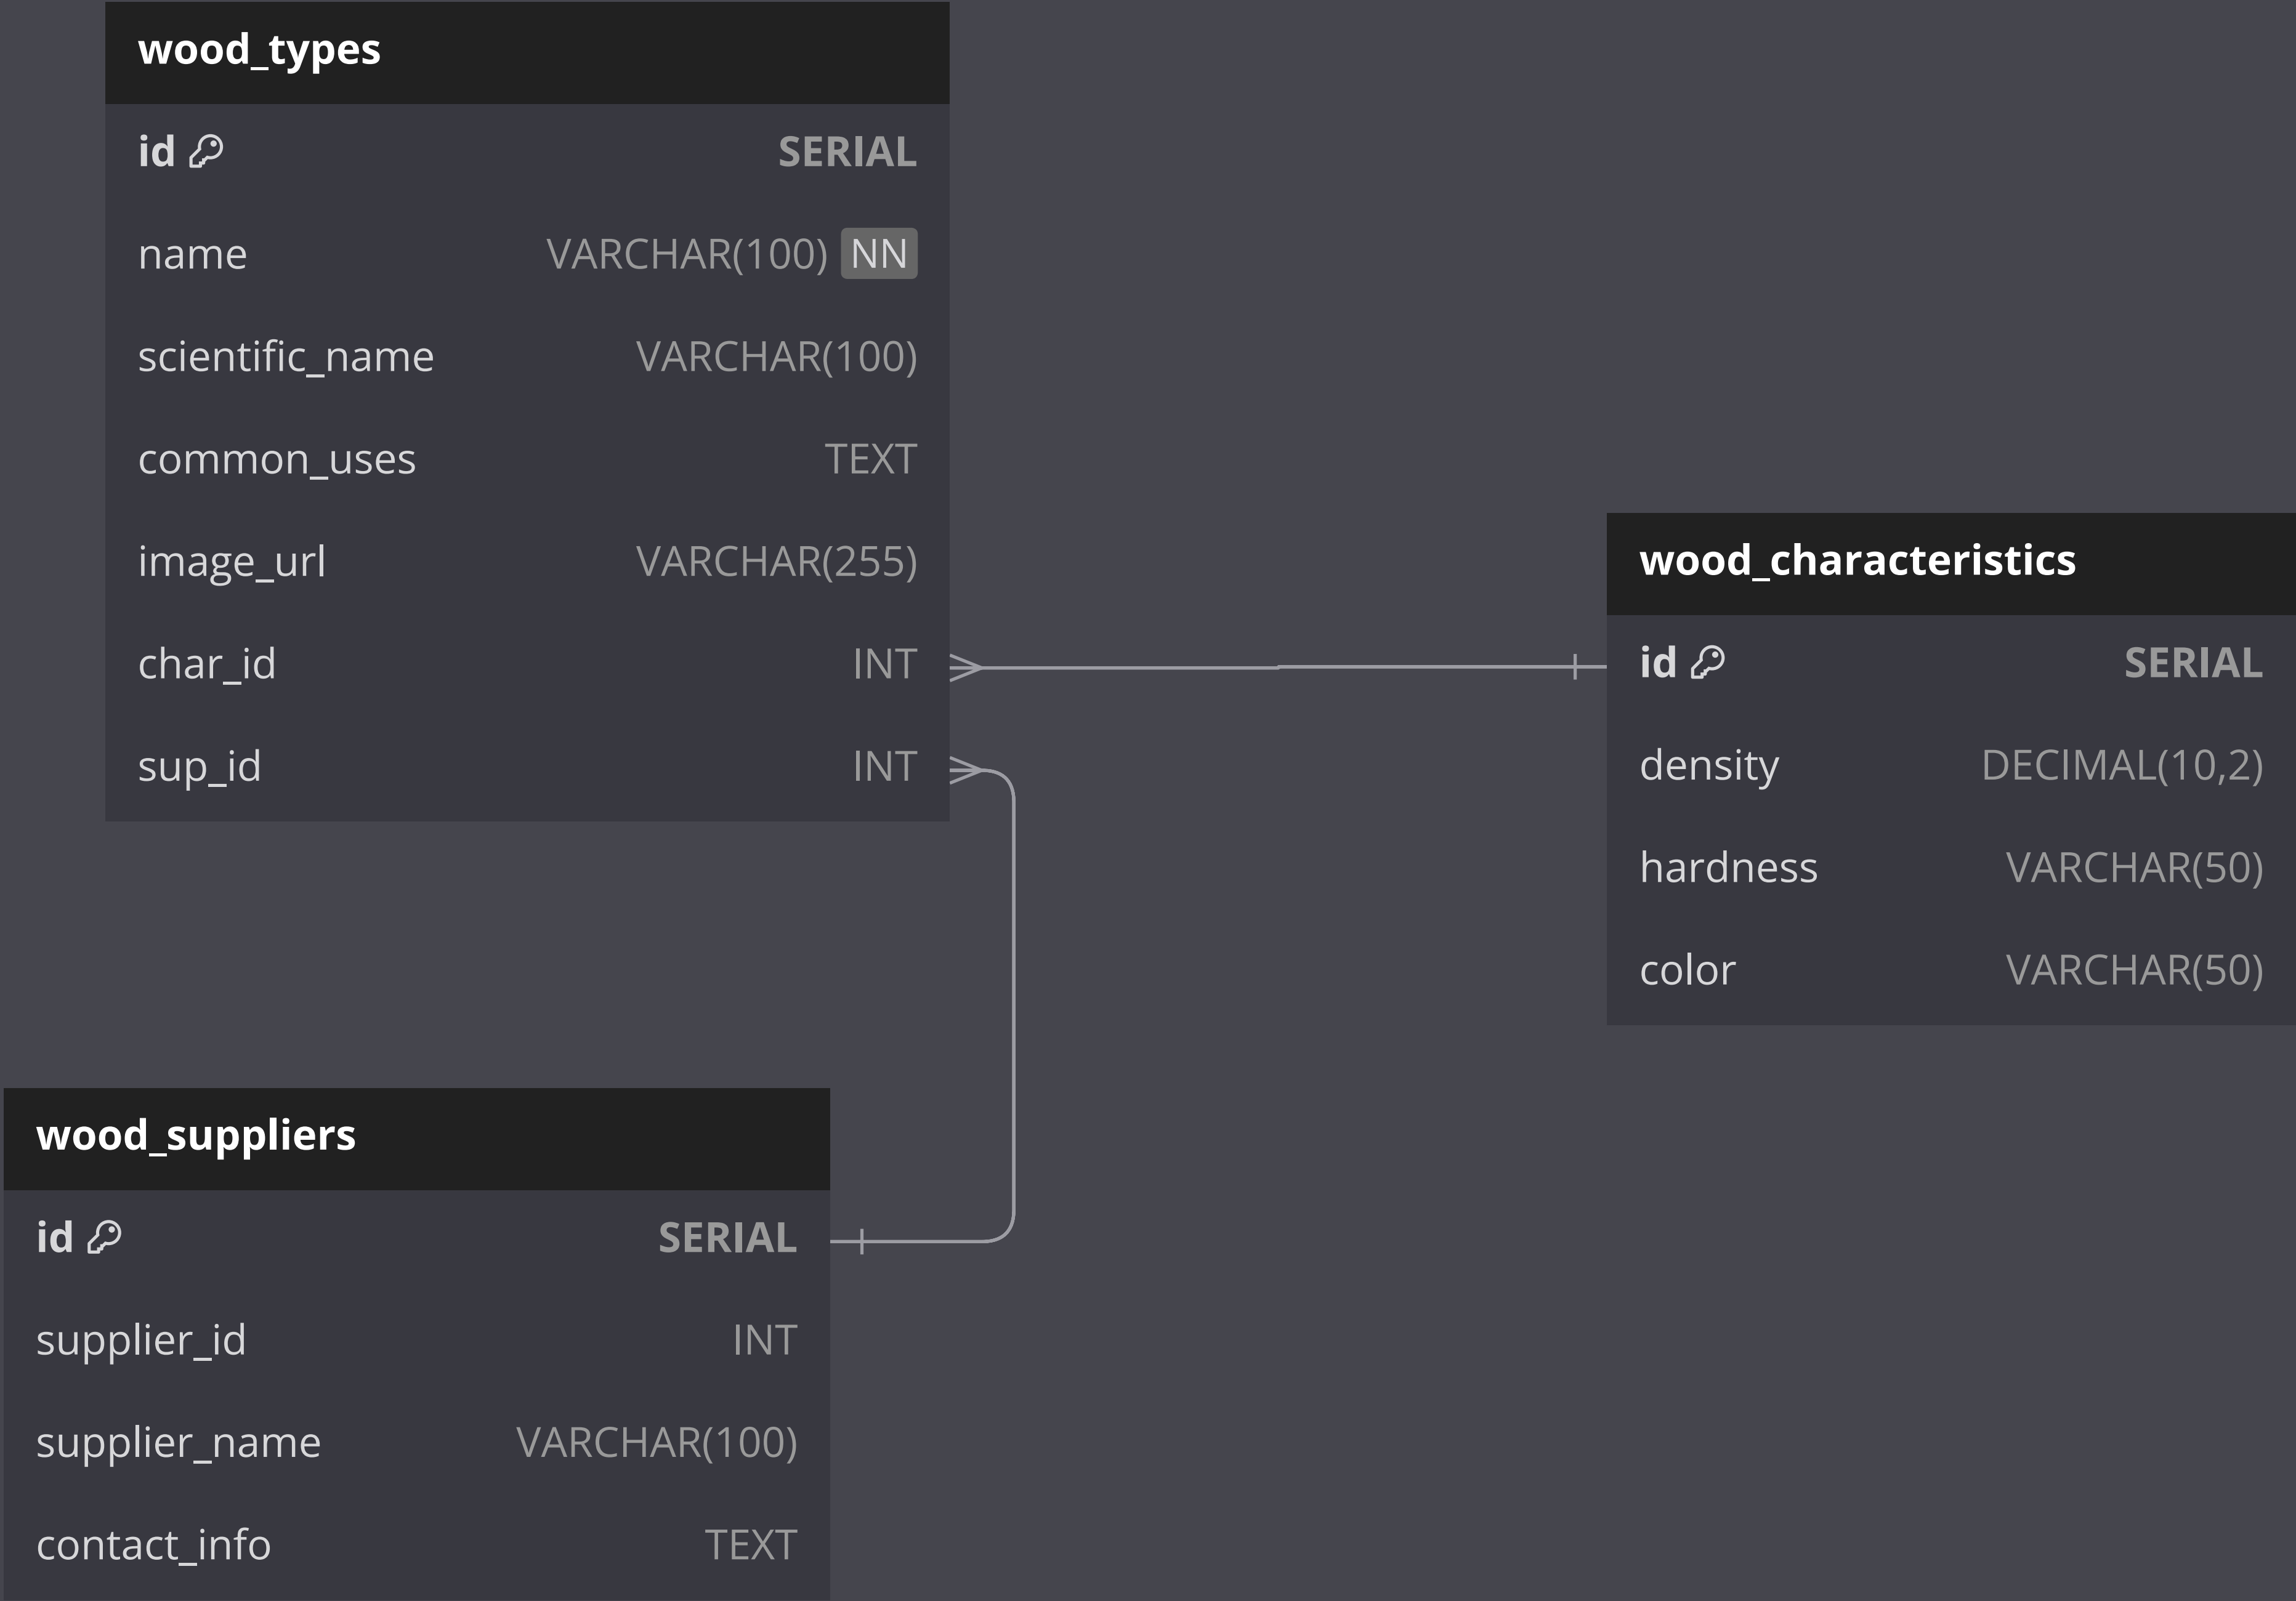 wood_types
id SERIAL
name VARCHAR(100) NN
scientific_name VARCHAR(100)
common_uses TEXT
image_url VARCHAR(255)
char_id INT
sup_id INT
wood_characteristics
id SERIAL
density DECIMAL(10,2)
hardness VARCHAR(50)
color VARCHAR(50)
wood_suppliers
id SERIAL
supplier_id INT
supplier_name VARCHAR(100)
contact_info TEXT